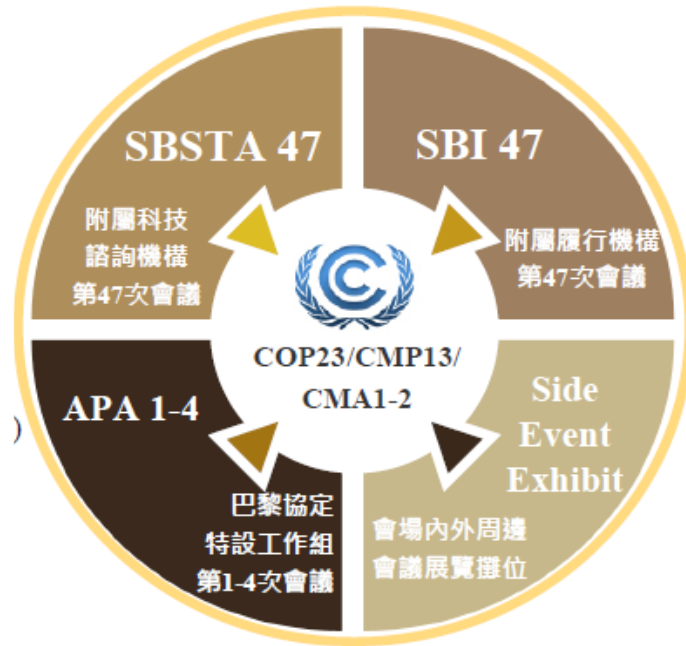 SBSTA 47
附屬科技
諮詢機構
第47次會議
SBI 47
附屬履行機構
第47次會議
COP23/CMP13/
CMA1-2
)
APA 1-4
巴黎協定
特設工作組
第1-4次會議
Side
Event
Exhibit
會場內外周邊
會議展覽攤位